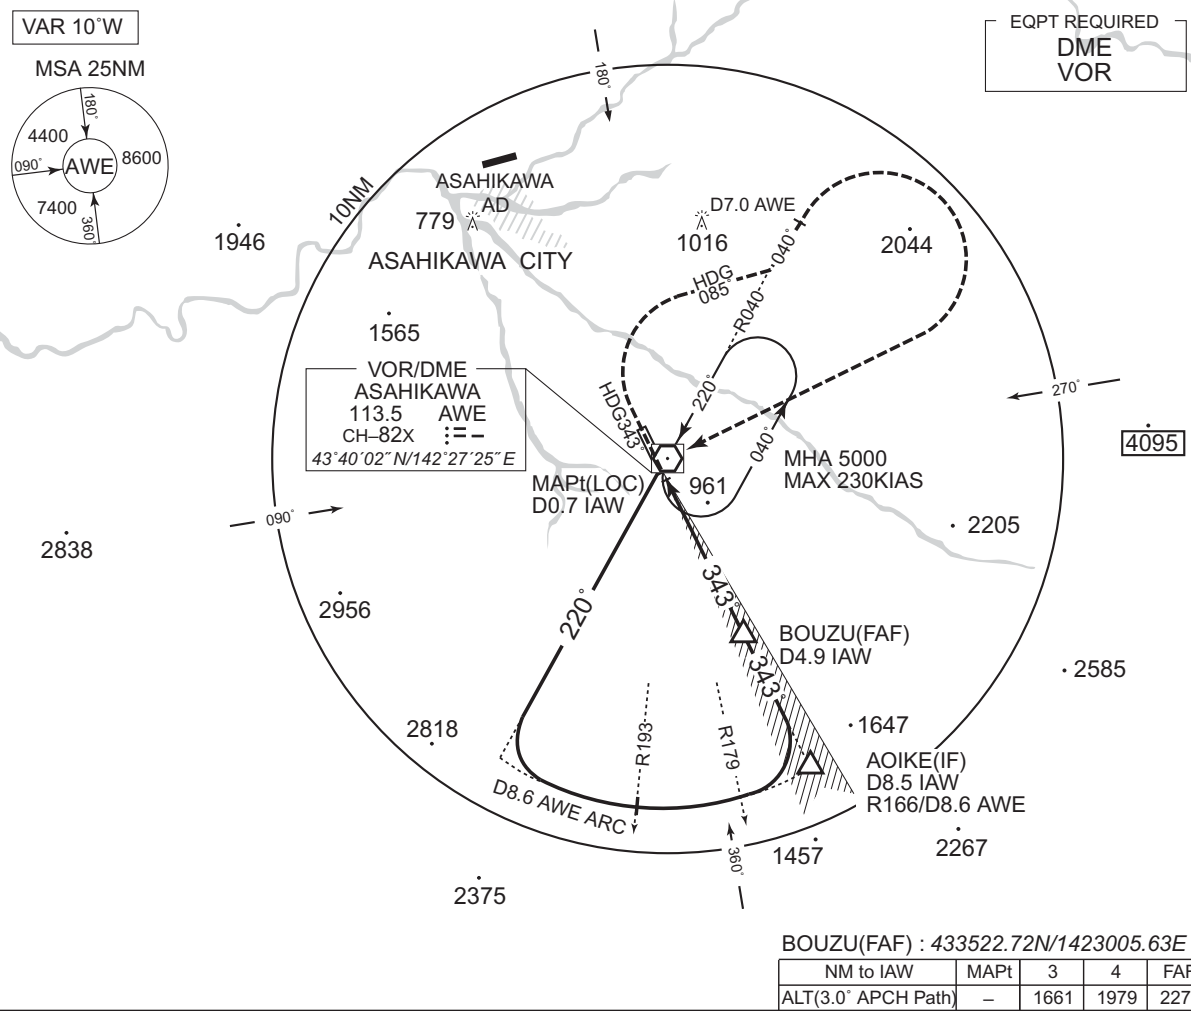 VAR 10°W
MSA 25NM
180°
4400
090°
AWE
8600
7400
360°
EQPT REQUIRED
DME
VOR
180°
10NM
ASAHIKAWA
AD
779
ASAHIKAWA CITY
D7.0 AWE
1016
040°
2044
1946
HDG
085°
R040
1565
VOR/DME
ASAHIKAWA
113.5 AWE
CH–82X
43°40′02″N/142°27′25″E
HDG343°
220°
040°
270°
4095
MHA 5000
MAX 230KIAS
MAPt(LOC)
D0.7 IAW
961
090°
2838
2205
2956
220°
343°
BOUZU(FAF)
D4.9 IAW
343°
2585
2818
R193
R179
1647
AOIKE(IF)
D8.5 IAW
R166/D8.6 AWE
D8.6 AWE ARC
360°
1457
2267
2375
BOUZU(FAF) : 433522.72N/1423005.63E
NM to IAW MAPt 3 4 FAF
ALT(3.0° APCH Path) – 1661 1979 227